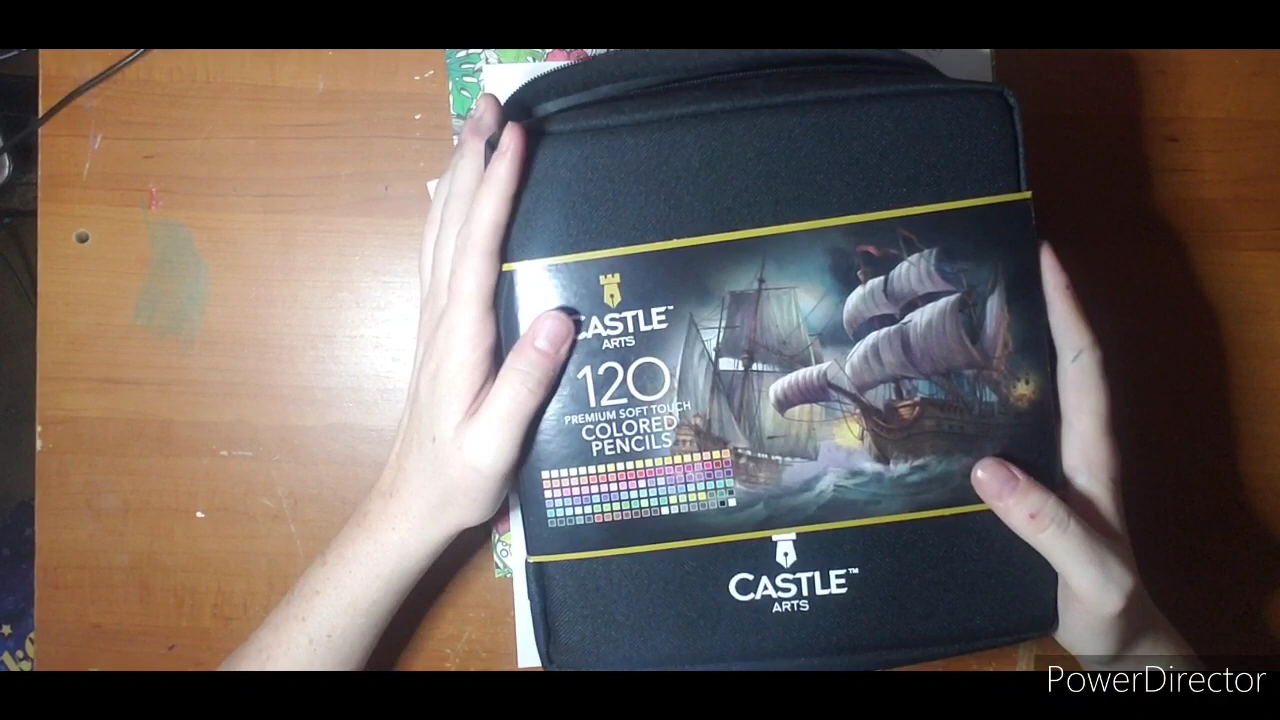 CASTLE™
ARTS
120
PREMIUM SOFT TOUCH
COLORED
PENCILS
CASTLE™
ARTS
PowerDirector